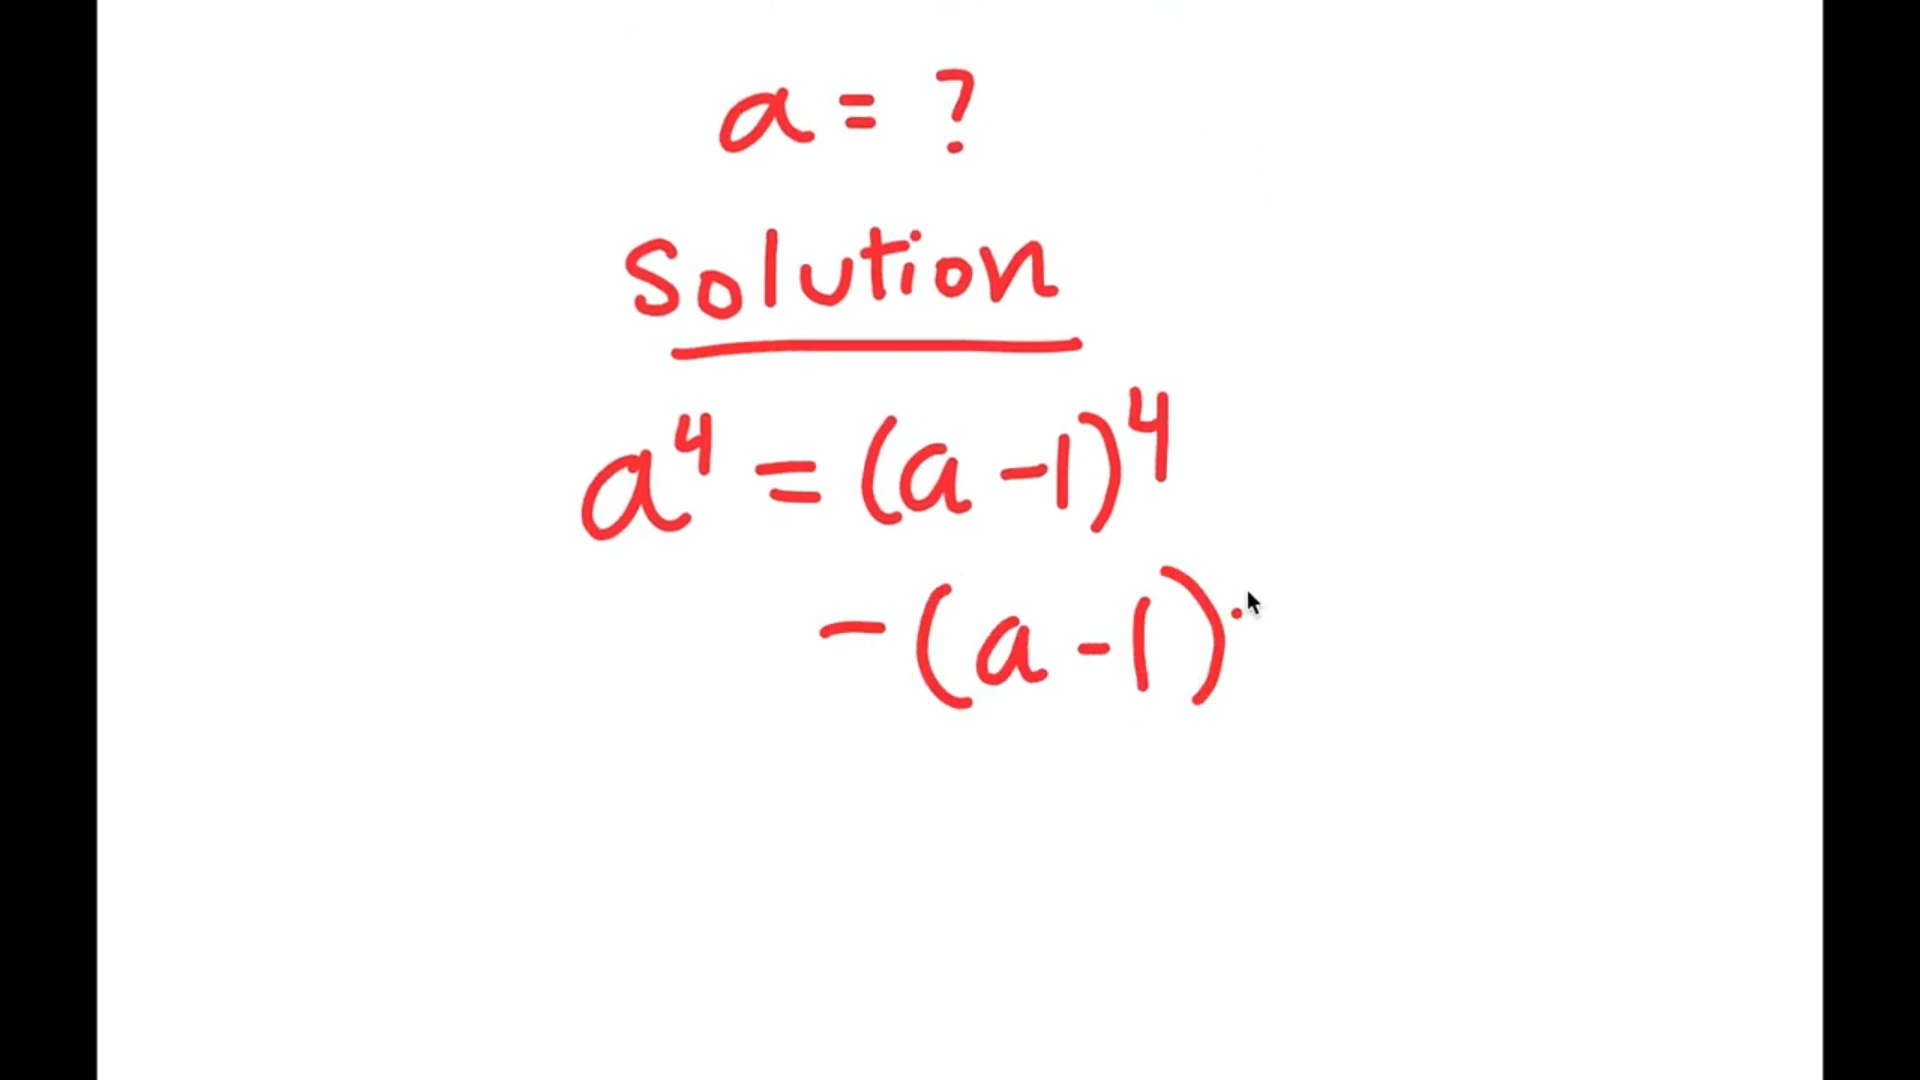 a = ?
Solution
a⁴ = (a - 1)⁴
- (a - 1)